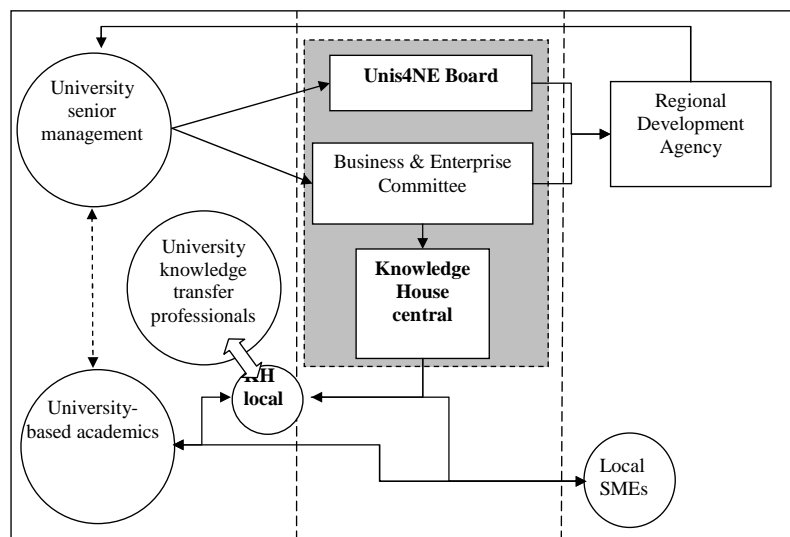 University
senior
management
Unis4NE Board
Regional
Development
Agency
Business & Enterprise
Committee
University
knowledge
transfer
professionals
Knowledge
House
central
KH
local
University-
based academics
Local
SMEs